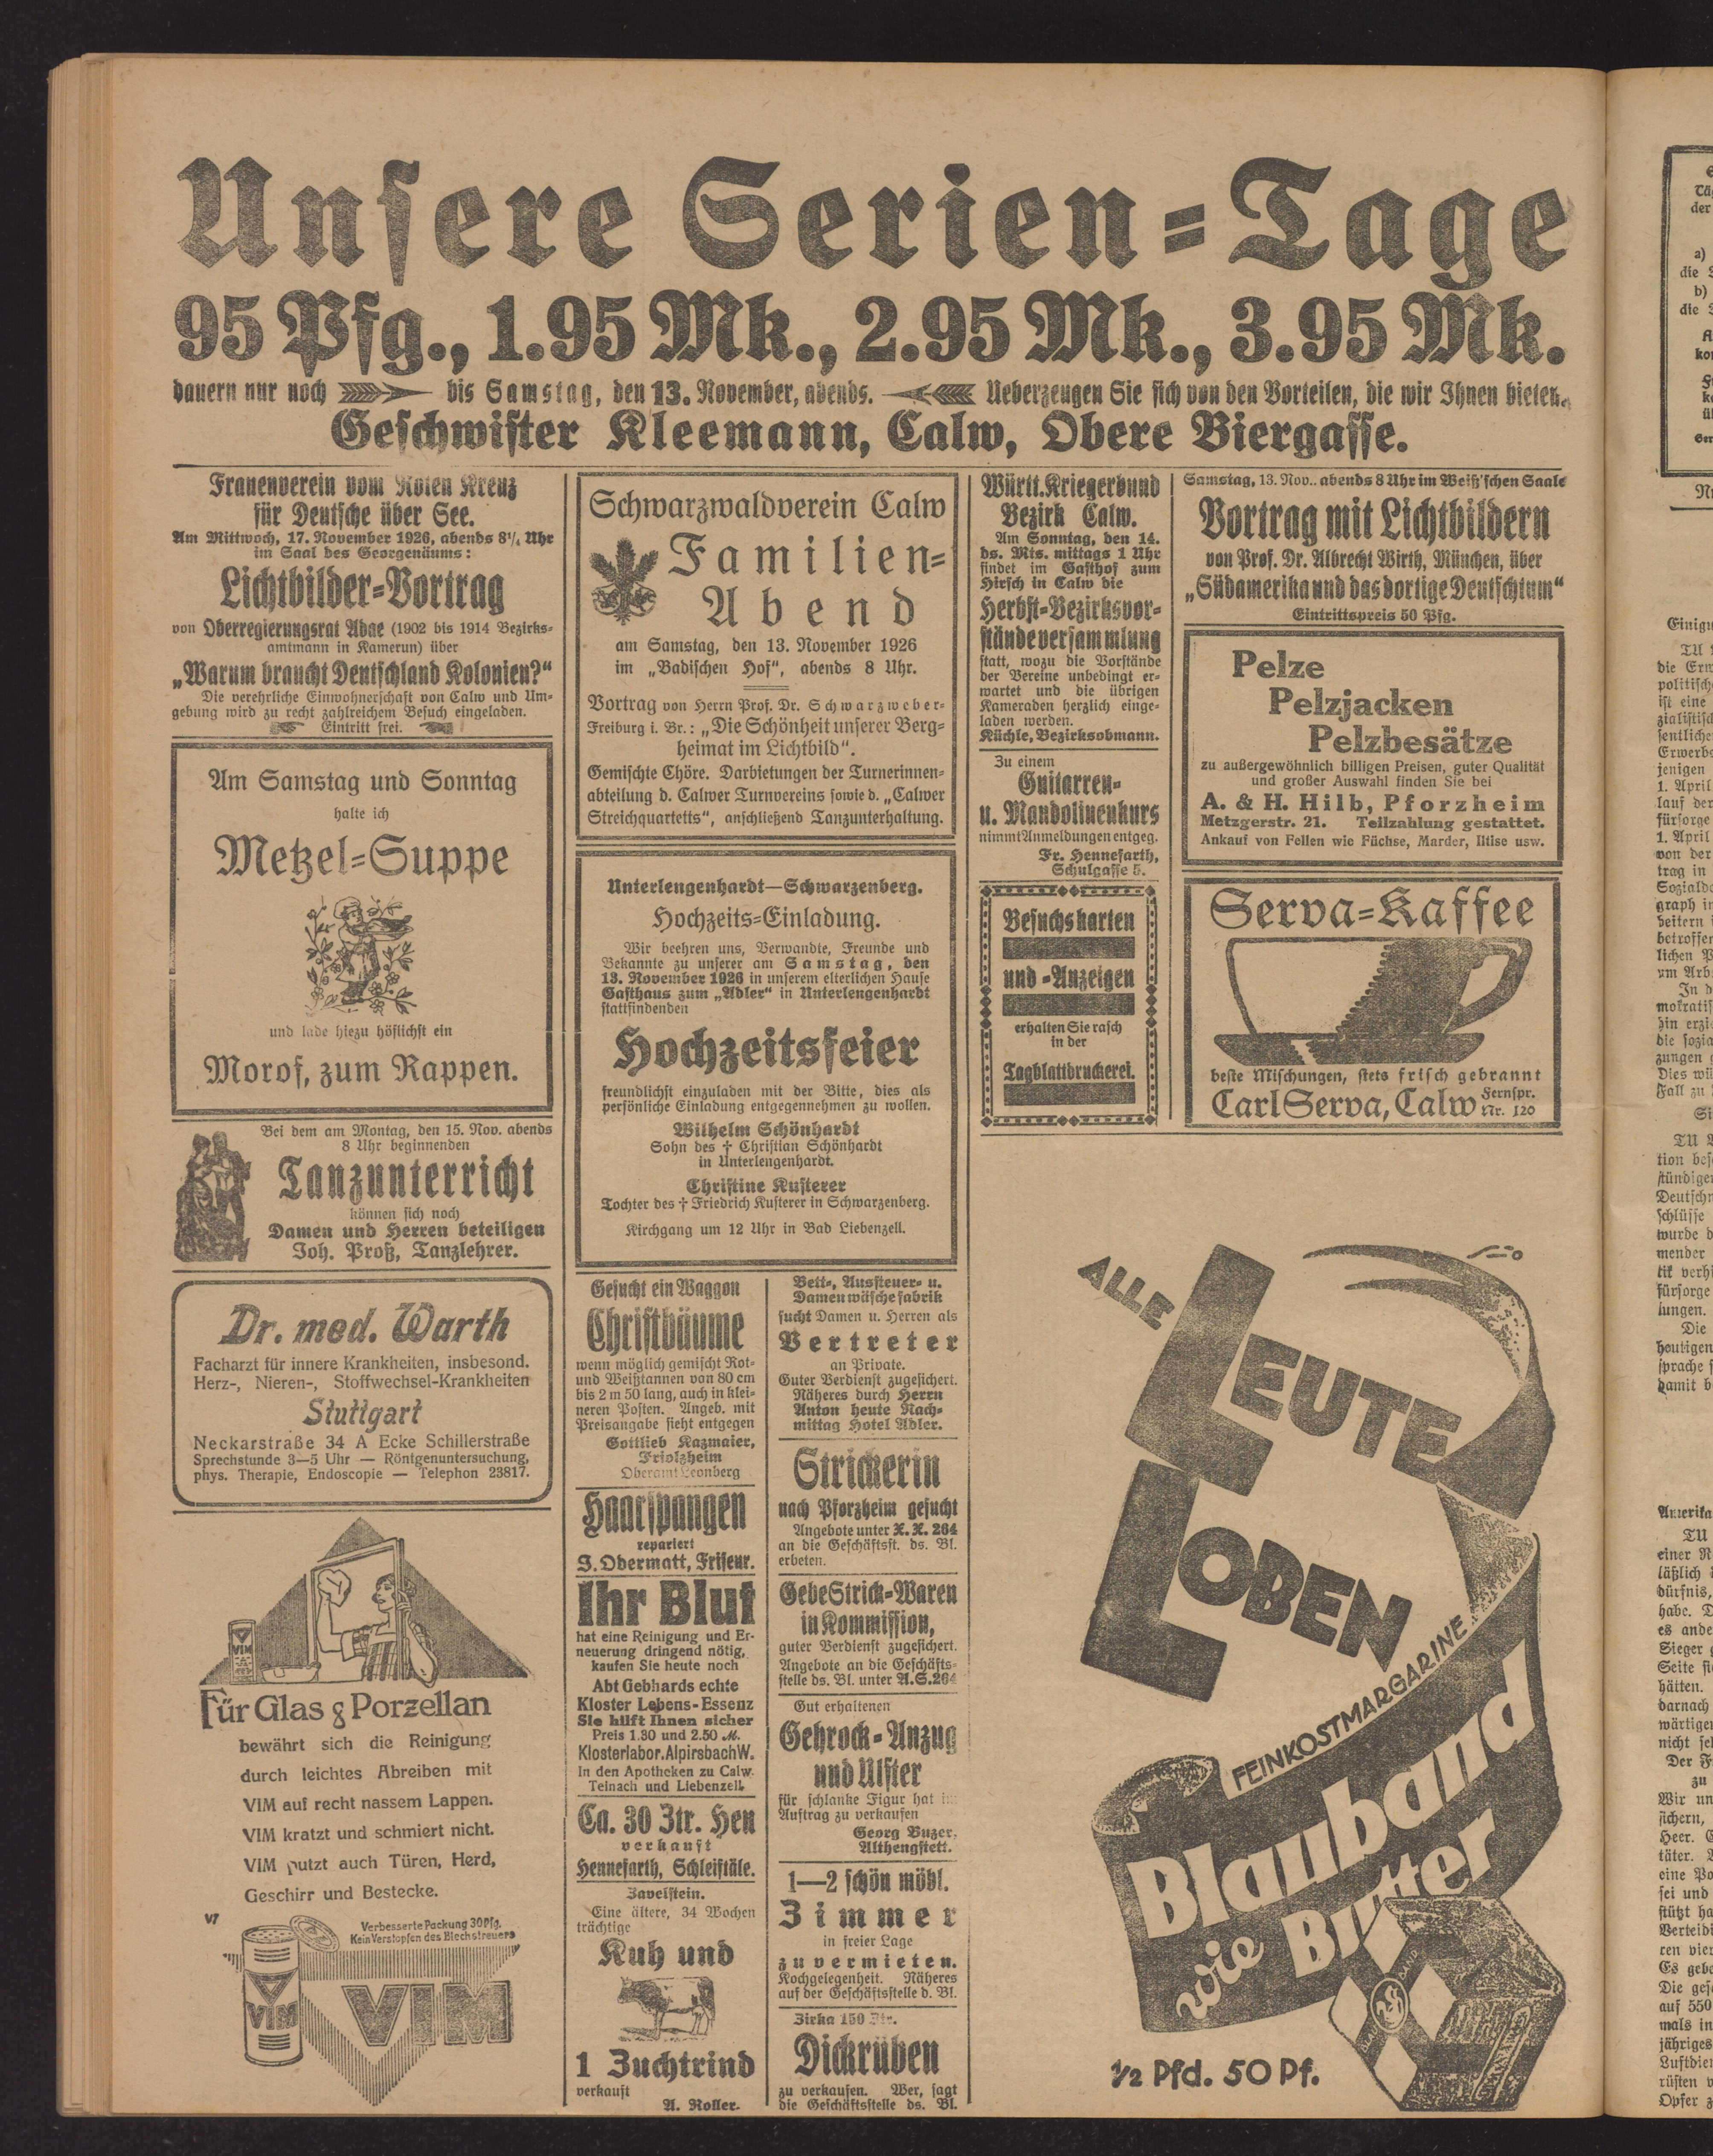 Unsere Serien-Tage
95 Pfg., 1.95 Mk., 2.95 Mk., 3.95 Mk.
dauern nur noch bis Samstag, den 13. November, abends. Ueberzeugen Sie sich von den Vorteilen, die wir Ihnen bieten.
Geschwister Kleemann, Calw, Obere Biergasse.
Frauenverein vom Roten Kreuz
für Deutsche über See.
Am Mittwoch, 17. November 1926, abends 8¼ Uhr
im Saal des Georgenäums:
Lichtbilder-Vortrag
von Oberregierungsrat Abge (1902 bis 1914 Bezirks-
amtmann in Kamerun) über
„Warum braucht Deutschland Kolonien?“
Die verehrliche Einwohnerschaft von Calw und Um-
gebung wird zu recht zahlreichem Besuch eingeladen.
Eintritt frei.
Am Samstag und Sonntag
halte ich
Metzel-Suppe
und lade hiezu höflichst ein
Morof, zum Rappen.
Bei dem am Montag, den 15. Nov. abends
8 Uhr beginnenden
Tanzunterricht
können sich noch
Damen und Herren beteiligen
Joh. Proß, Tanzlehrer.
Dr. med. Warth
Facharzt für innere Krankheiten, insbesond.
Herz-, Nieren-, Stoffwechsel-Krankheiten
Stuttgart
Neckarstraße 34 A Ecke Schillerstraße
Sprechstunde 3—5 Uhr — Röntgenuntersuchung,
phys. Therapie, Endoscopie — Telephon 23817.
VIM
Für Glas & Porzellan
bewährt sich die Reinigung
durch leichtes Abreiben mit
VIM auf recht nassem Lappen.
VIM kratzt und schmiert nicht.
VIM putzt auch Türen, Herd,
Geschirr und Bestecke.
V7
Verbesserte Packung 30 Pfg.
Kein Verstopfen des Blechstreuers
VIM
VIM
Schwarzwaldverein Calw
Familien-
Abend
am Samstag, den 13. November 1926
im „Badischen Hof“, abends 8 Uhr.
Vortrag von Herrn Prof. Dr. Schwarzweber-
Freiburg i. Br.: „Die Schönheit unserer Berg-
heimat im Lichtbild“.
Gemischte Chöre. Darbietungen der Turnerinnen-
abteilung d. Calwer Turnvereins sowie d. „Calwer
Streichquartetts“, anschließend Tanzunterhaltung.
Unterlengenhardt—Schwarzenberg.
Hochzeits-Einladung.
Wir beehren uns, Verwandte, Freunde und
Bekannte zu unserer am Samstag, den
13. November 1926 in unserem elterlichen Hause
Gasthaus zum „Adler“ in Unterlengenhardt
stattfindenden
Hochzeitsfeier
freundlichst einzuladen mit der Bitte, dies als
persönliche Einladung entgegennehmen zu wollen.
Wilhelm Schönhardt
Sohn des † Christian Schönhardt
in Unterlengenhardt.
Christine Kusterer
Tochter des † Friedrich Kusterer in Schwarzenberg.
Kirchgang um 12 Uhr in Bad Liebenzell.
Gesucht ein Waggon
Christbäume
wenn möglich gemischt Rot-
und Weißtannen von 80 cm
bis 2 m 50 lang, auch in klei-
neren Posten. Angeb. mit
Preisangabe sieht entgegen
Gottlieb Kazmaier,
Friolzheim
Oberamt Leonberg
Haarspangen
repariert
J. Obermatt, Friseur.
Ihr Blut
hat eine Reinigung und Er-
neuerung dringend nötig,
kaufen Sie heute noch
Abt Gebhards echte
Kloster Lebens-Essenz
Sie hilft Ihnen sicher
Preis 1.30 und 2.50 M.
Klosterlabor. Alpirsbach W.
In den Apotheken zu Calw.
Teinach und Liebenzell.
Ca. 30 Ztr. Heu
verkauft
Hennefarth, Schleiftäle.
Zavelstein.
Eine ältere, 34 Wochen
trächtige
Kuh und
1 Zuchtrind
verkauft
A. Roller.
Bett-, Aussteuer- u.
Damenwäschefabrik
sucht Damen u. Herren als
Vertreter
an Private.
Guter Verdienst zugesichert.
Näheres durch Herrn
Anton heute Nach-
mittag Hotel Adler.
Strickerin
nach Pforzheim gesucht
Angebote unter X. X. 264
an die Geschäftsst. ds. Bl.
erbeten.
Gebe Strick-Waren
in Kommission,
guter Verdienst zugesichert.
Angebote an die Geschäfts-
stelle ds. Bl. unter A.S. 264
Gut erhaltenen
Gehrock-Anzug
und Ulster
für schlanke Figur hat im
Auftrag zu verkaufen
Georg Buzer,
Althengstett.
1—2 schön möbl.
Zimmer
in freier Lage
zu vermieten.
Kochgelegenheit. Näheres
auf der Geschäftsstelle d. Bl.
Zirka 150 Ztr.
Dickrüben
zu verkaufen. Wer, sagt
die Geschäftsstelle ds. Bl.
Württ. Kriegerbund
Bezirk Calw.
Am Sonntag, den 14.
ds. Mts. mittags 1 Uhr
findet im Gasthof zum
Hirsch in Calw die
Herbst-Bezirksvor-
ständeversammlung
statt, wozu die Vorstände
der Vereine unbedingt er-
wartet und die übrigen
Kameraden herzlich einge-
laden werden.
Küchle, Bezirksobmann.
Zu einem
Guitarren-
u. Mandolinenkurs
nimmt Anmeldungen entgeg.
Fr. Hennefarth,
Schulgasse 5.
Besuchskarten
und -Anzeigen
erhalten Sie rasch
in der
Tagblattdruckerei.
Samstag, 13. Nov.. abends 8 Uhr im Weiß'schen Saale
Vortrag mit Lichtbildern
von Prof. Dr. Albrecht Wirth, München, über
„Südamerika und das dortige Deutschtum“
Eintrittspreis 50 Pfg.
Pelze
Pelzjacken
Pelzbesätze
zu außergewöhnlich billigen Preisen, guter Qualität
und großer Auswahl finden Sie bei
A. & H. Hilb, Pforzheim
Metzgerstr. 21. Teilzahlung gestattet.
Ankauf von Fellen wie Füchse, Marder, Iltise usw.
Serva-Kaffee
beste Mischungen, stets frisch gebrannt
Carl Serva, Calw Fernspr.
Nr. 120
ALLE
LEUTE
LOBEN
FEINKOSTMARGARINE
Blauband
wie Butter
½ Pfd. 50 Pf.